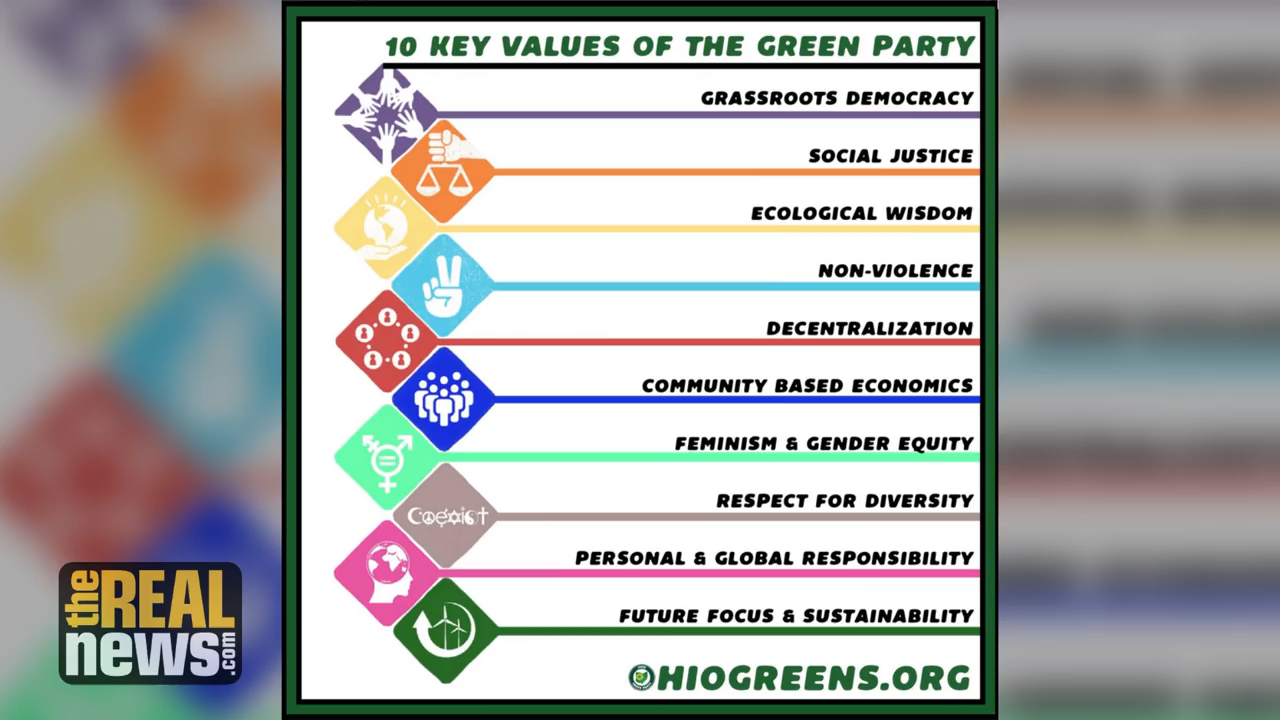 10 KEY VALUES OF THE GREEN PARTY
GRASSROOTS DEMOCRACY
SOCIAL JUSTICE
ECOLOGICAL WISDOM
NON-VIOLENCE
DECENTRALIZATION
COMMUNITY BASED ECONOMICS
FEMINISM & GENDER EQUITY
COEXIST
RESPECT FOR DIVERSITY
PERSONAL & GLOBAL RESPONSIBILITY
FUTURE FOCUS & SUSTAINABILITY
OHIOGREENS.ORG
the REAL
news.com